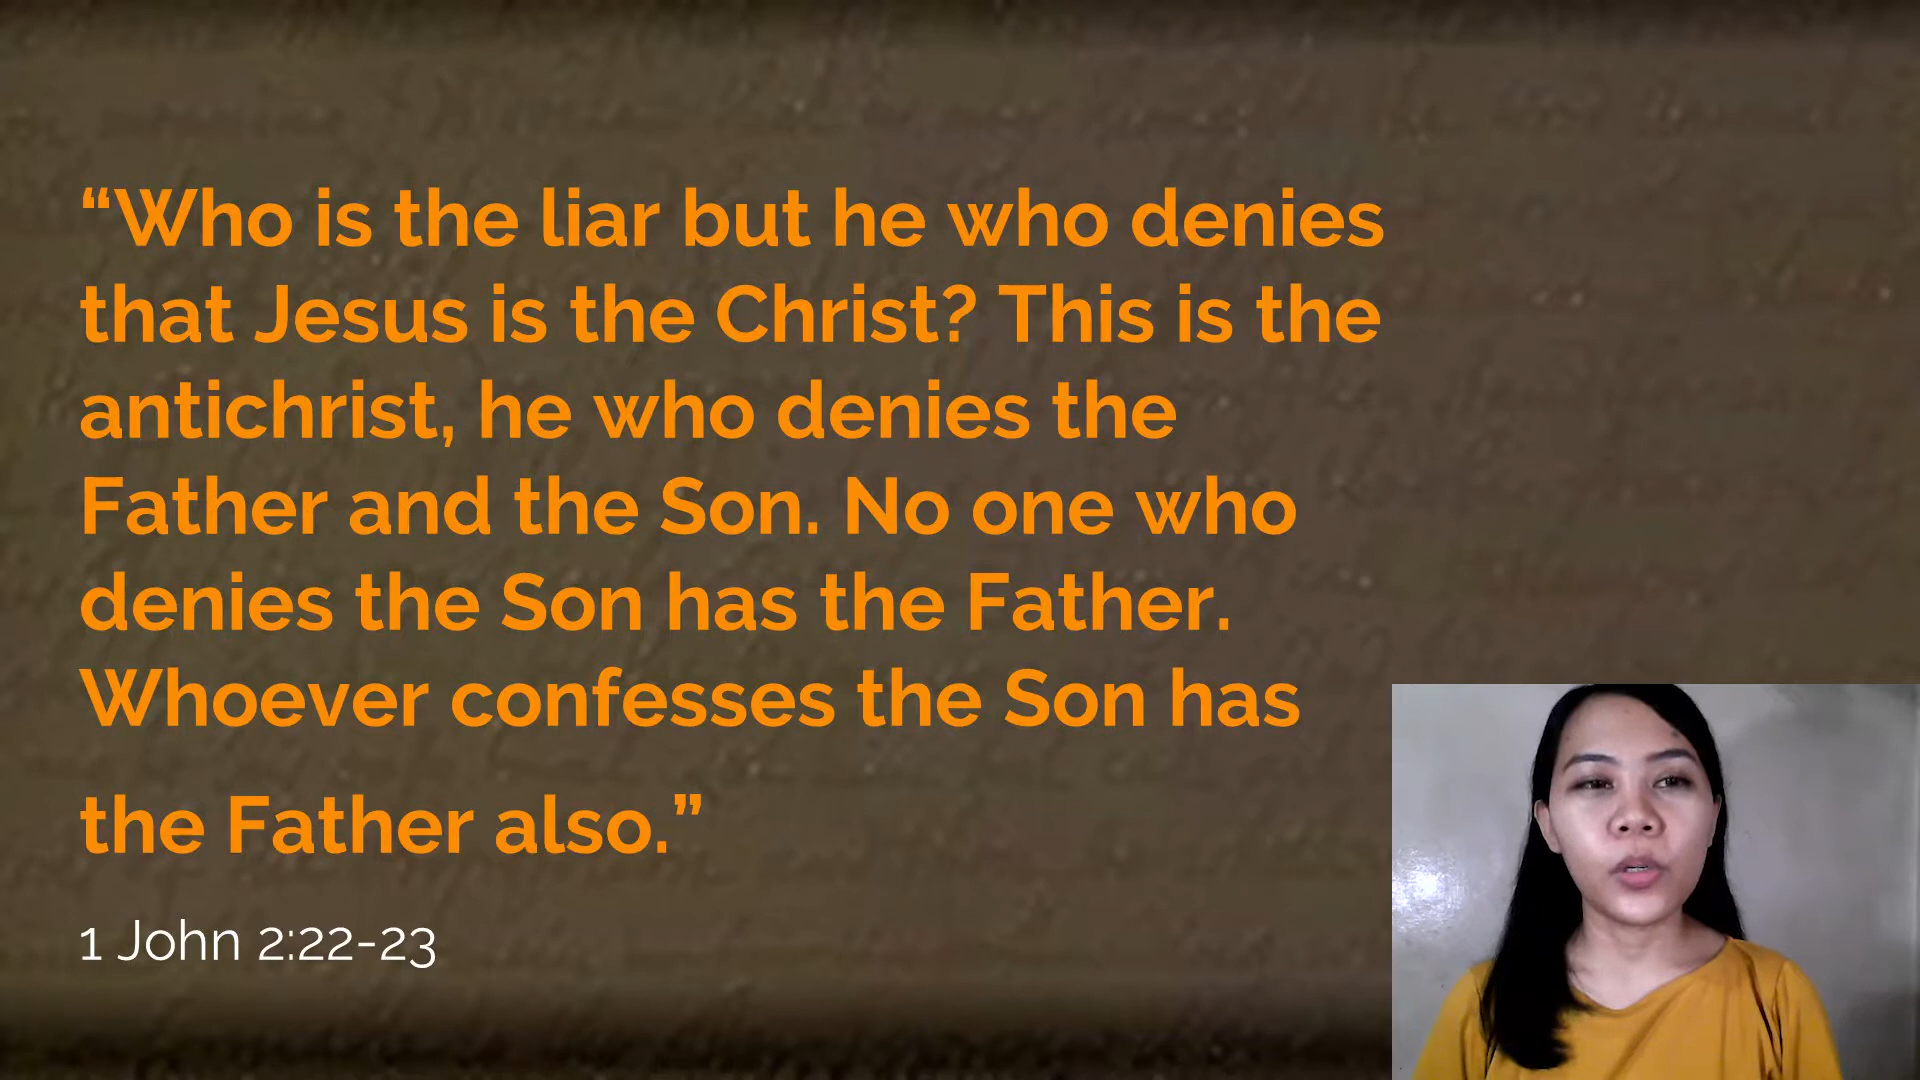 “Who is the liar but he who denies
that Jesus is the Christ? This is the
antichrist, he who denies the
Father and the Son. No one who
denies the Son has the Father.
Whoever confesses the Son has
the Father also.”
1 John 2:22-23